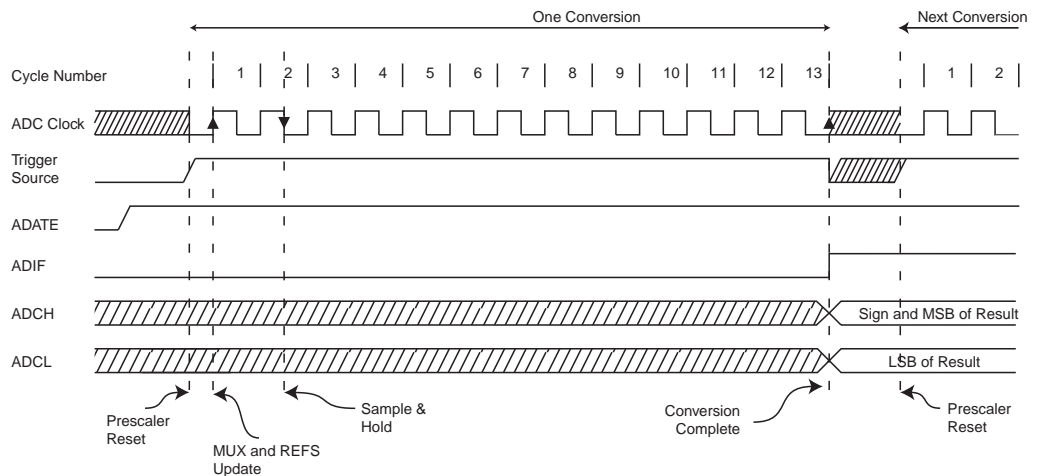 One Conversion
Next Conversion
Cycle Number
1 2 3 4 5 6 7 8 9 10 11 12 13 1 2
ADC Clock
Trigger
Source
ADATE
ADIF
ADCH
Sign and MSB of Result
ADCL
LSB of Result
Prescaler
Reset
MUX and REFS
Update
Sample &
Hold
Conversion
Complete
Prescaler
Reset